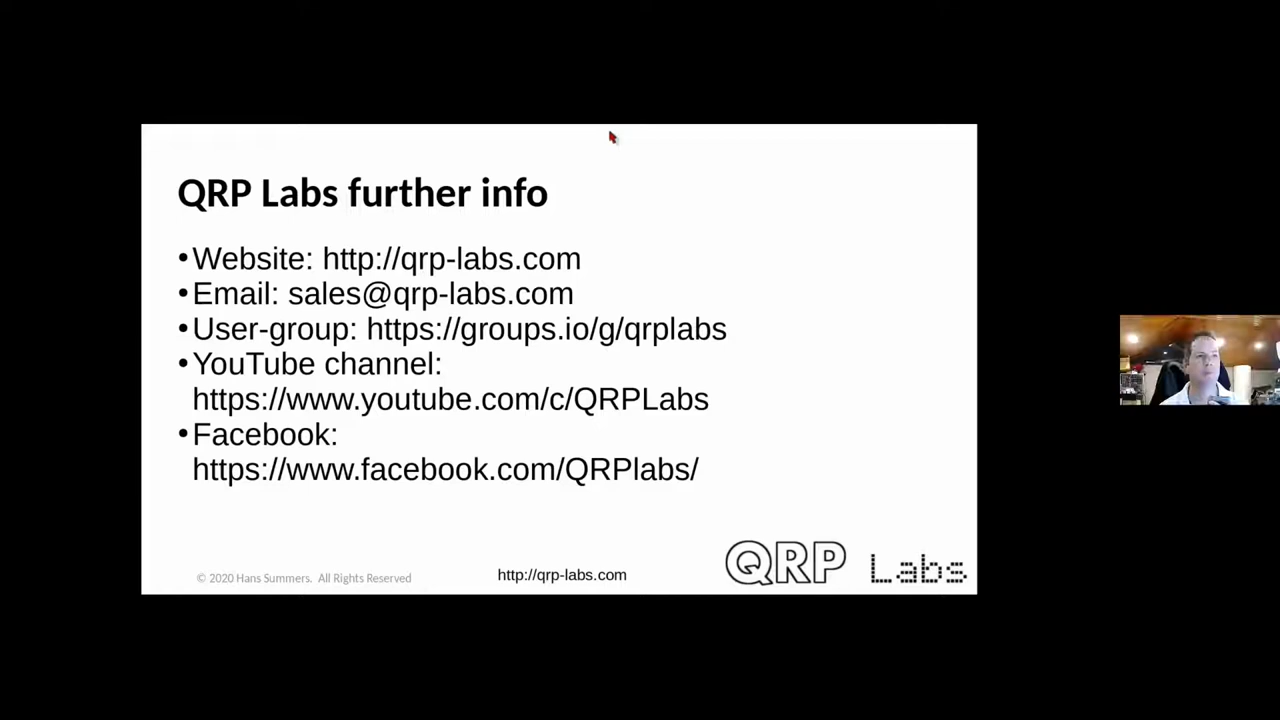 QRP Labs further info
•Website: http://qrp-labs.com
•Email: sales@qrp-labs.com
•User-group: https://groups.io/g/qrplabs
•YouTube channel:
https://www.youtube.com/c/QRPLabs
•Facebook:
https://www.facebook.com/QRPlabs/
© 2020 Hans Summers. All Rights Reserved
http://qrp-labs.com
QRP Labs